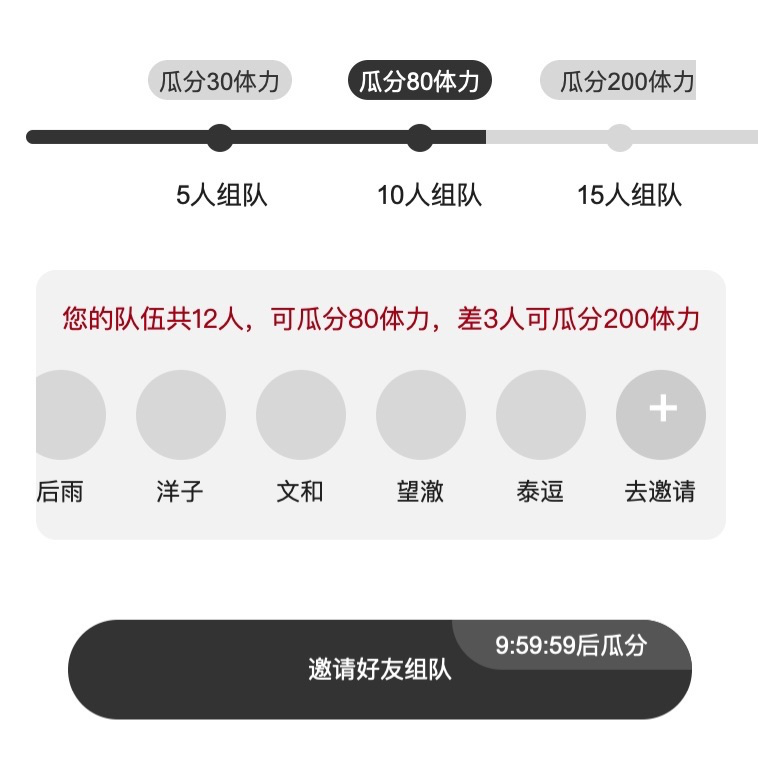 瓜分30体力 瓜分80体力 瓜分200体力
5人组队 10人组队 15人组队
您的队伍共12人，可瓜分80体力，差3人可瓜分200体力
+
后雨 洋子 文和 望澈 泰逗 去邀请
9:59:59后瓜分
邀请好友组队